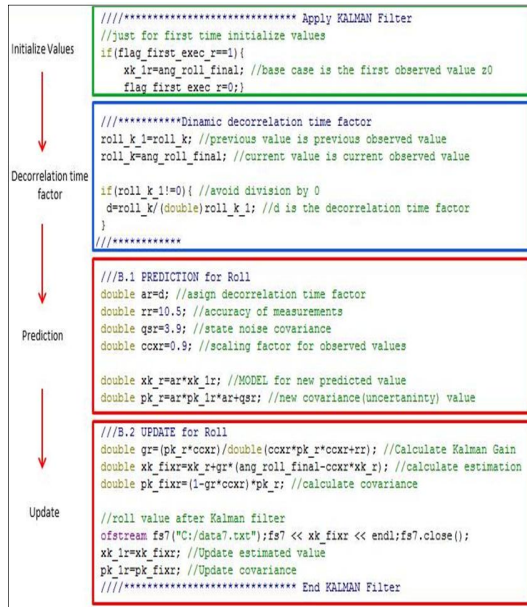 Initialize Values
////****************************** Apply KALMAN Filter
//just for first time initialize values
if(flag_first_exec_r==1){
xk_1r=ang_roll_final; //base case is the first observed value z0
flag first exec r=0;}
Decorrelation time factor
///***********Dinamic decorrelation time factor
roll_k_1=roll_k; //previous value is previous observed value
roll_k=ang_roll_final; //current value is current observed value
if(roll_k_1!=0){ //avoid division by 0
d=roll_k/(double)roll_k_1; //d is the decorrelation time factor
}
///************
Prediction
///B.1 PREDICTION for Roll
double ar=d; //asign decorrelation time factor
double rr=10.5; //accuracy of measurements
double qsr=3.9; //state noise covariance
double ccxr=0.9; //scaling factor for observed values
double xk_r=ar*xk_1r; //MODEL for new predicted value
double pk_r=ar*pk_1r*ar+qsr; //new covariance(uncertaninty) value
Update
///B.2 UPDATE for Roll
double gr=(pk_r*ccxr)/double(ccxr*pk_r*ccxr+rr); //Calculate Kalman Gain
double xk_fixr=xk_r+gr*(ang_roll_final-ccxr*xk_r); //calculate estimation
double pk_fixr=(1-gr*ccxr)*pk_r; //calculate covariance
//roll value after Kalman filter
ofstream fs7("C:/data7.txt");fs7 << xk_fixr << endl;fs7.close();
xk_1r=xk_fixr; //Update estimated value
pk_1r=pk_fixr; //Update covariance
////****************************** End KALMAN Filter